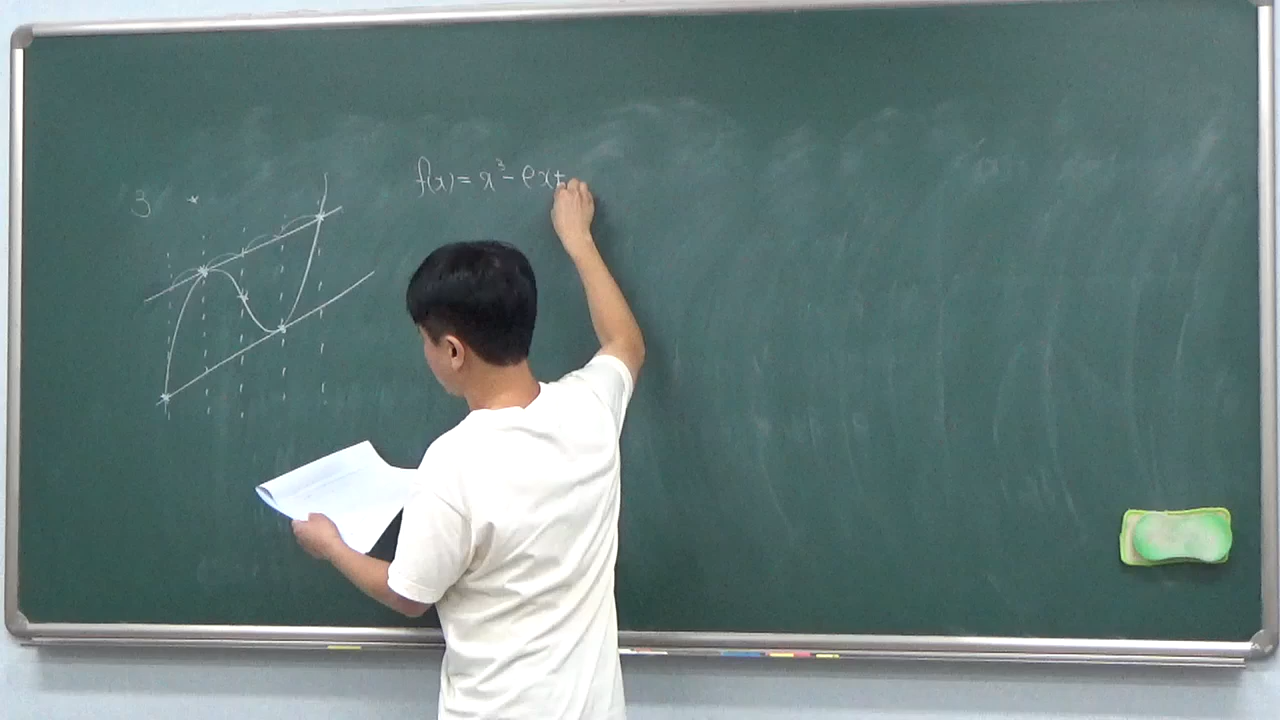 f(x) = x³ - ex +
3 *